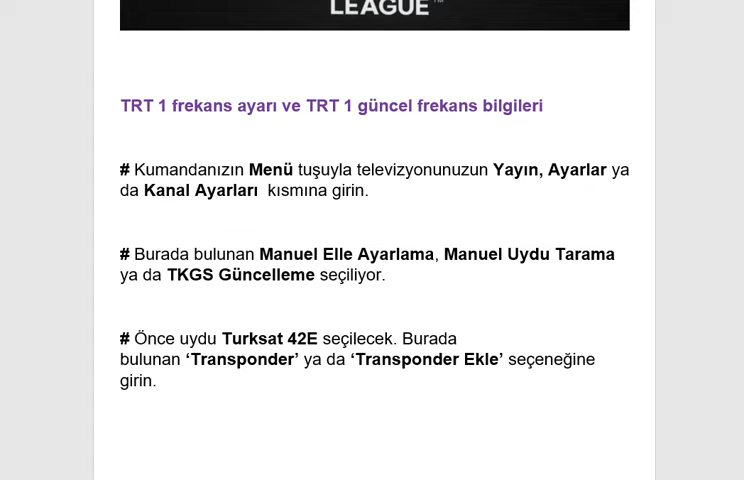 LEAGUE™
TRT 1 frekans ayarı ve TRT 1 güncel frekans bilgileri
# Kumandanızın Menü tuşuyla televizyonunuzun Yayın, Ayarlar ya
da Kanal Ayarları kısmına girin.
# Burada bulunan Manuel Elle Ayarlama, Manuel Uydu Tarama
ya da TKGS Güncelleme seçiliyor.
# Önce uydu Turksat 42E seçilecek. Burada
bulunan ‘Transponder’ ya da ‘Transponder Ekle’ seçeneğine
girin.